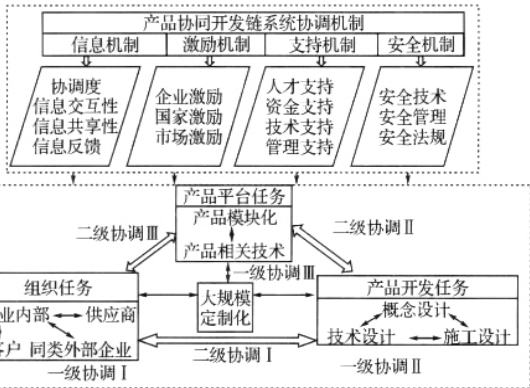 产品协同开发链系统协调机制
信息机制 激励机制 支持机制 安全机制
协调度
信息交互性
信息共享性
信息反馈
企业激励
国家激励
市场激励
人才支持
资金支持
技术支持
管理支持
安全技术
安全管理
安全法规
产品平台任务
产品模块化
产品相关技术
二级协调Ⅲ
二级协调Ⅱ
一级协调Ⅲ
组织任务
业内部 供应商
客户 同类外部企业
一级协调Ⅰ
大规模
定制化
二级协调Ⅰ
产品开发任务
概念设计
技术设计 施工设计
一级协调Ⅱ